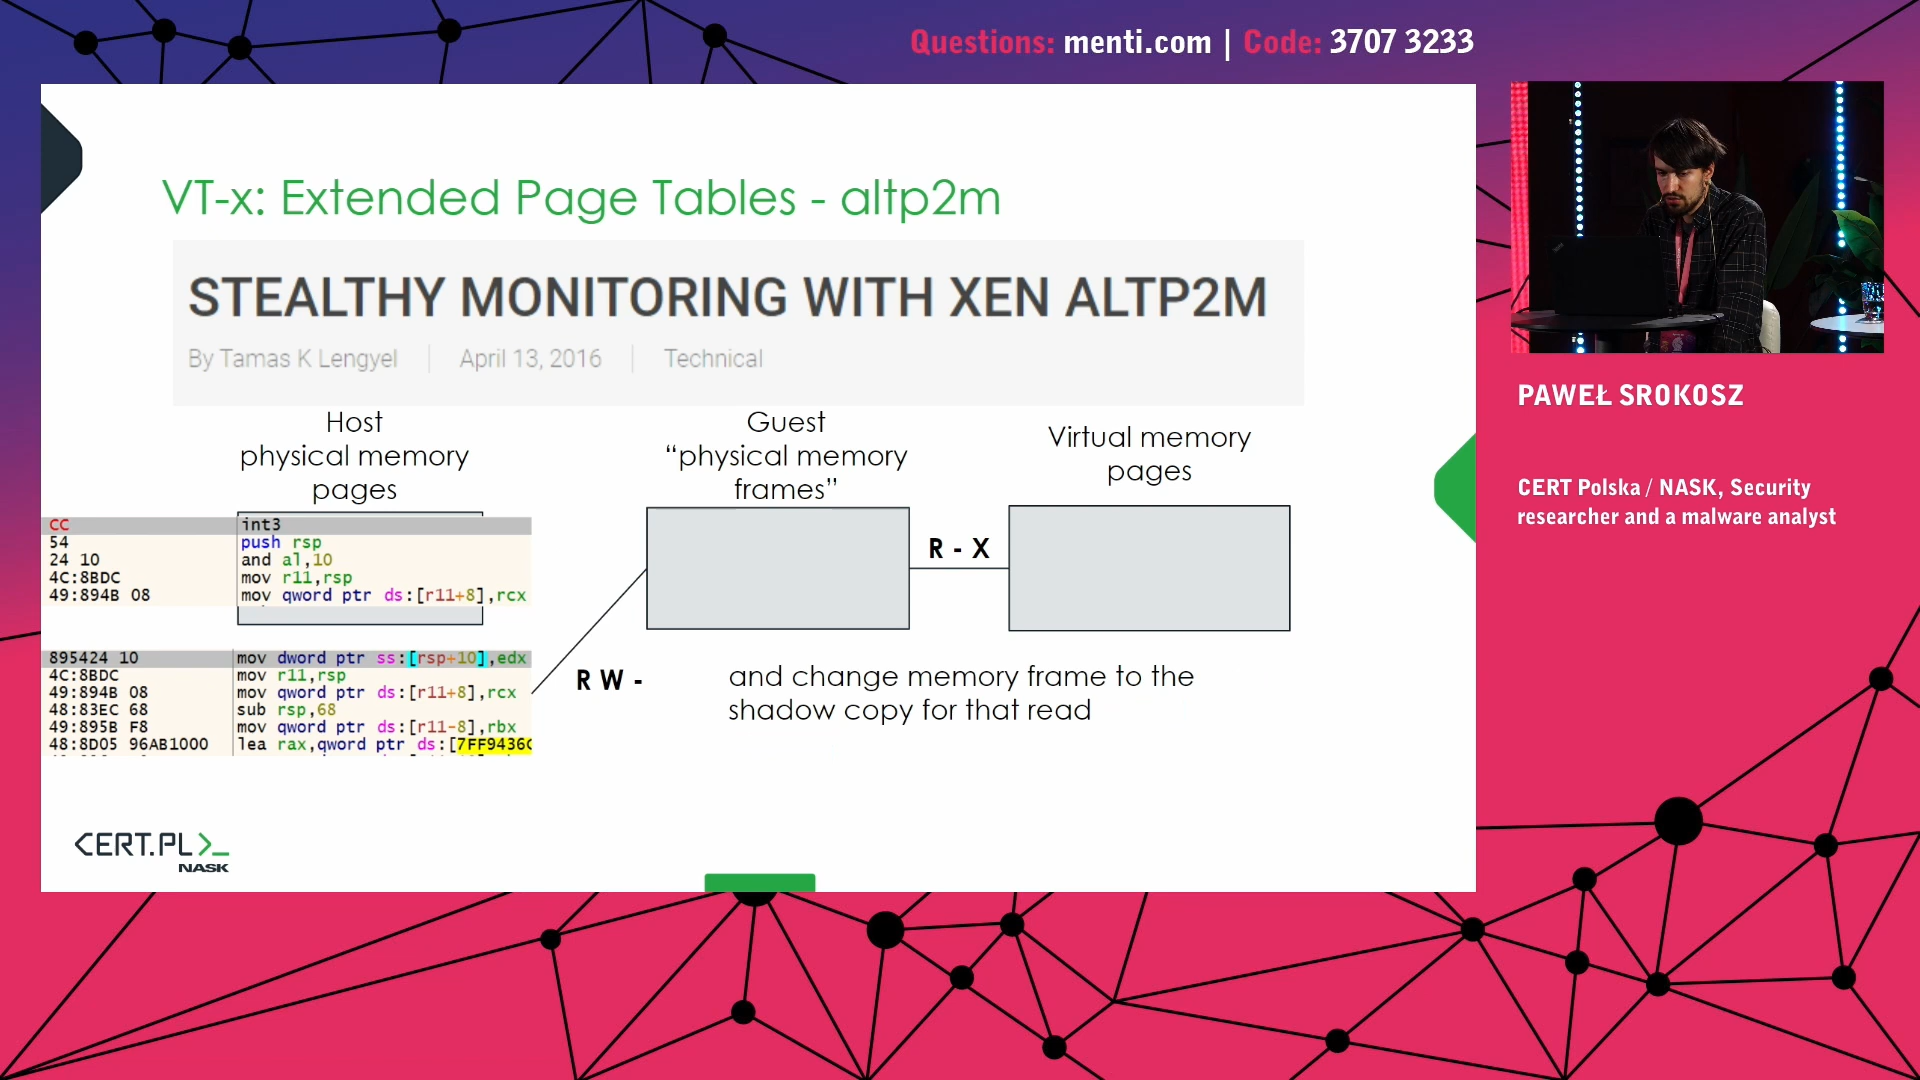 Questions: menti.com | Code: 3707 3233
VT-x: Extended Page Tables - altp2m
STEALTHY MONITORING WITH XEN ALTP2M
By Tamas K Lengyel | April 13, 2016 | Technical
Host
physical memory
pages
Guest
“physical memory
frames”
Virtual memory
pages
CC int3
54 push rsp
24 10 and al,10
4C:8BDC mov r11,rsp
49:894B 08 mov qword ptr ds:[r11+8],rcx
R - X
895424 10 mov dword ptr ss:[rsp+10],edx
4C:8BDC mov r11,rsp
49:894B 08 mov qword ptr ds:[r11+8],rcx
48:83EC 68 sub rsp,68
49:895B F8 mov qword ptr ds:[r11-8],rbx
48:8D05 96AB1000 lea rax,qword ptr ds:[7FF9436
R W -
and change memory frame to the
shadow copy for that read
CERT.PL>_
NASK
PAWEŁ SROKOSZ
CERT Polska / NASK, Security
researcher and a malware analyst